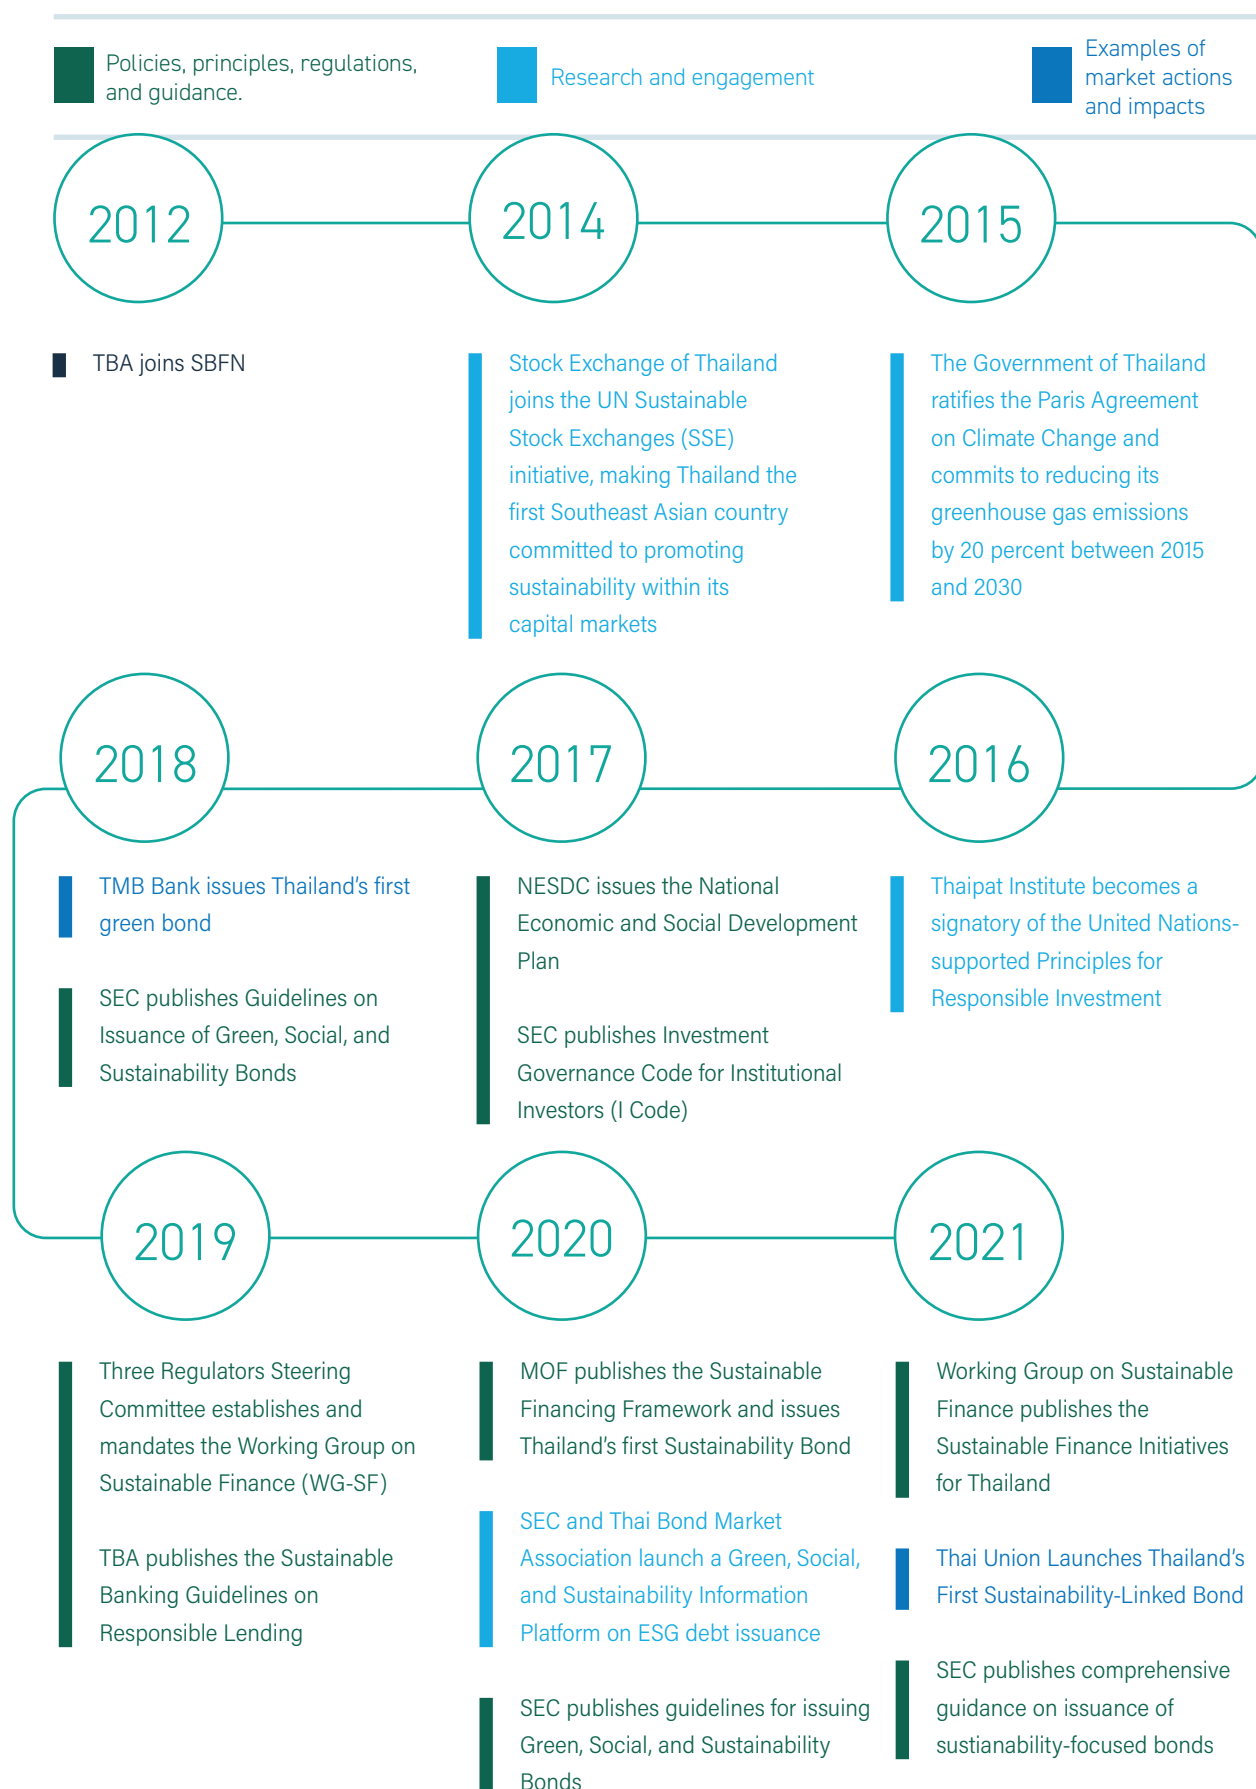 Policies, principles, regulations,
and guidance.
Research and engagement
Examples of
market actions
and impacts
2012
2014
2015
TBA joins SBFN
Stock Exchange of Thailand
joins the UN Sustainable
Stock Exchanges (SSE)
initiative, making Thailand the
first Southeast Asian country
committed to promoting
sustainability within its
capital markets
The Government of Thailand
ratifies the Paris Agreement
on Climate Change and
commits to reducing its
greenhouse gas emissions
by 20 percent between 2015
and 2030
2018
2017
2016
TMB Bank issues Thailand's first
green bond
SEC publishes Guidelines on
Issuance of Green, Social, and
Sustainability Bonds
NESDC issues the National
Economic and Social Development
Plan
SEC publishes Investment
Governance Code for Institutional
Investors (I Code)
Thaipat Institute becomes a
signatory of the United Nations-
supported Principles for
Responsible Investment
2019
2020
2021
Three Regulators Steering
Committee establishes and
mandates the Working Group on
Sustainable Finance (WG-SF)
TBA publishes the Sustainable
Banking Guidelines on
Responsible Lending
MOF publishes the Sustainable
Financing Framework and issues
Thailand's first Sustainability Bond
SEC and Thai Bond Market
Association launch a Green, Social,
and Sustainability Information
Platform on ESG debt issuance
SEC publishes guidelines for issuing
Green, Social, and Sustainability
Bonds
Working Group on Sustainable
Finance publishes the
Sustainable Finance Initiatives
for Thailand
Thai Union Launches Thailand's
First Sustainability-Linked Bond
SEC publishes comprehensive
guidance on issuance of
sustianability-focused bonds